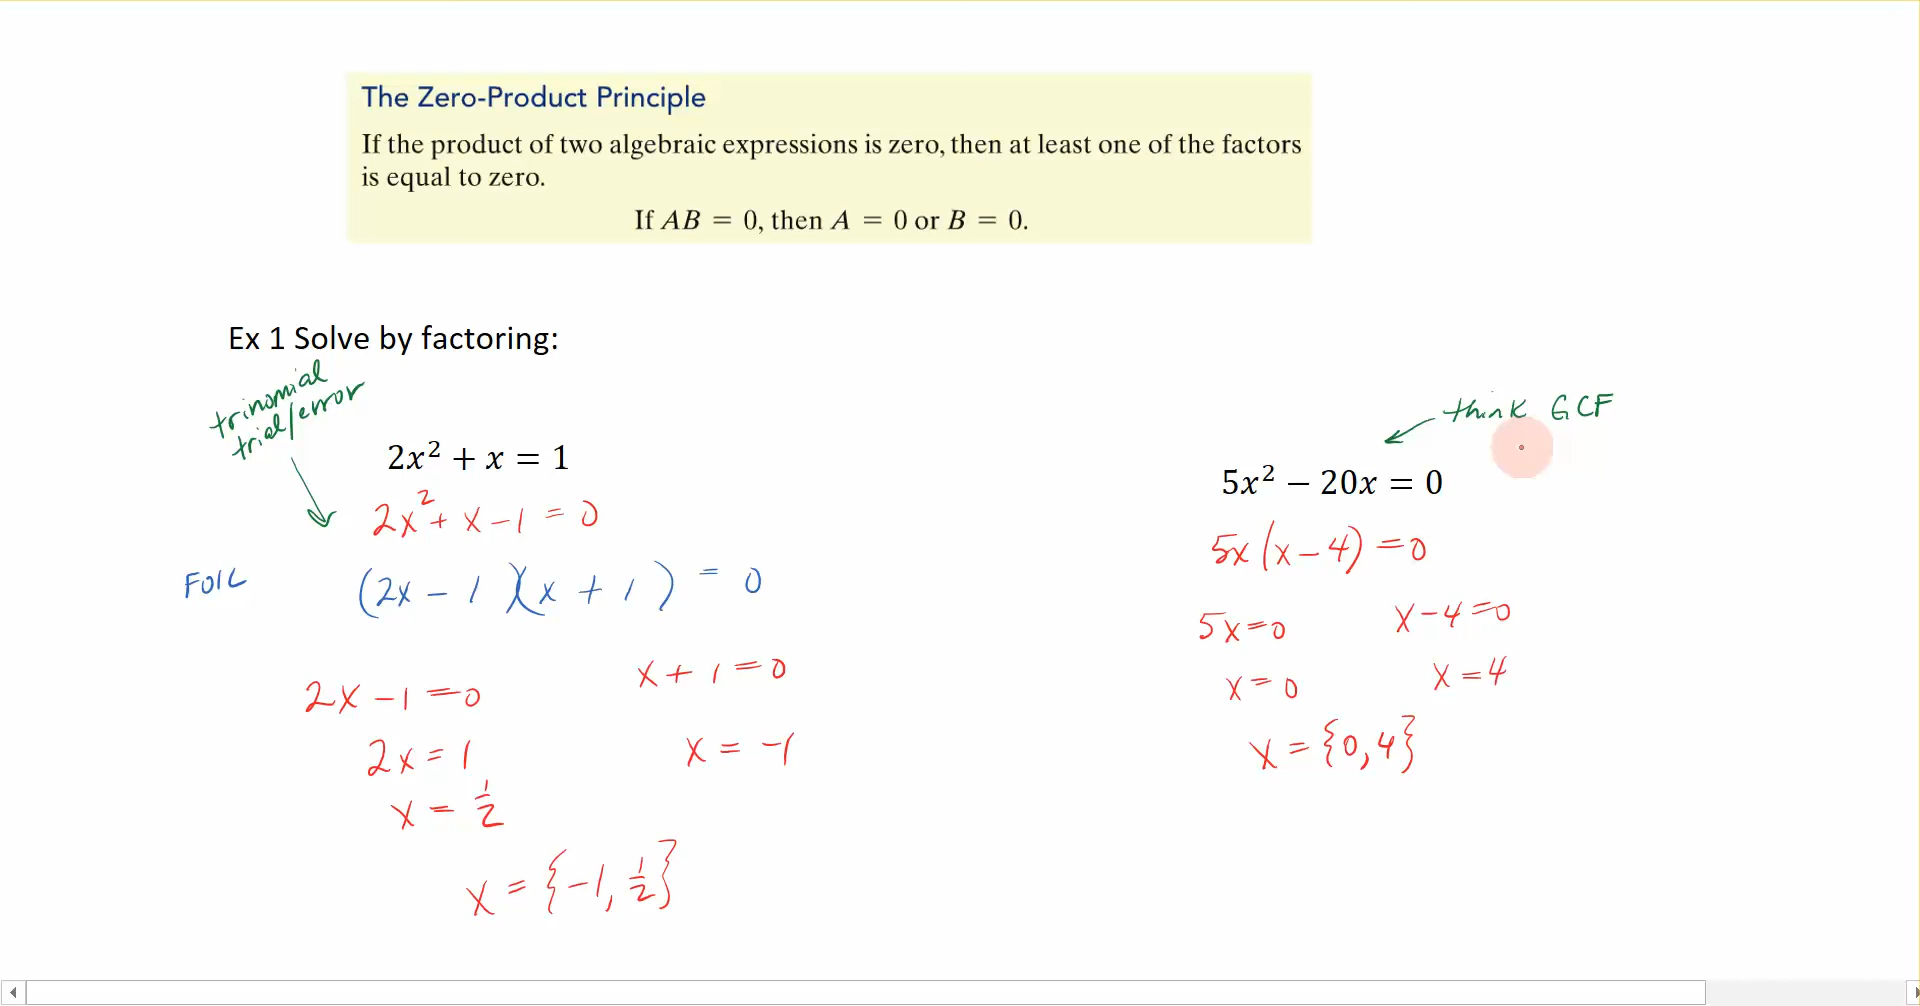 The Zero-Product Principle
If the product of two algebraic expressions is zero, then at least one of the factors
is equal to zero.
If AB = 0, then A = 0 or B = 0.
Ex 1 Solve by factoring:
trinomial
trial/error
2x² + x = 1
2x² + x - 1 = 0
FOIL
(2x - 1)(x + 1) = 0
2x - 1 = 0
x + 1 = 0
2x = 1
x = -1
x = 1/2
x = {-1, 1/2}
think GCF
5x² − 20x = 0
5x(x - 4) = 0
5x = 0
x - 4 = 0
x = 0
x = 4
x = {0, 4}